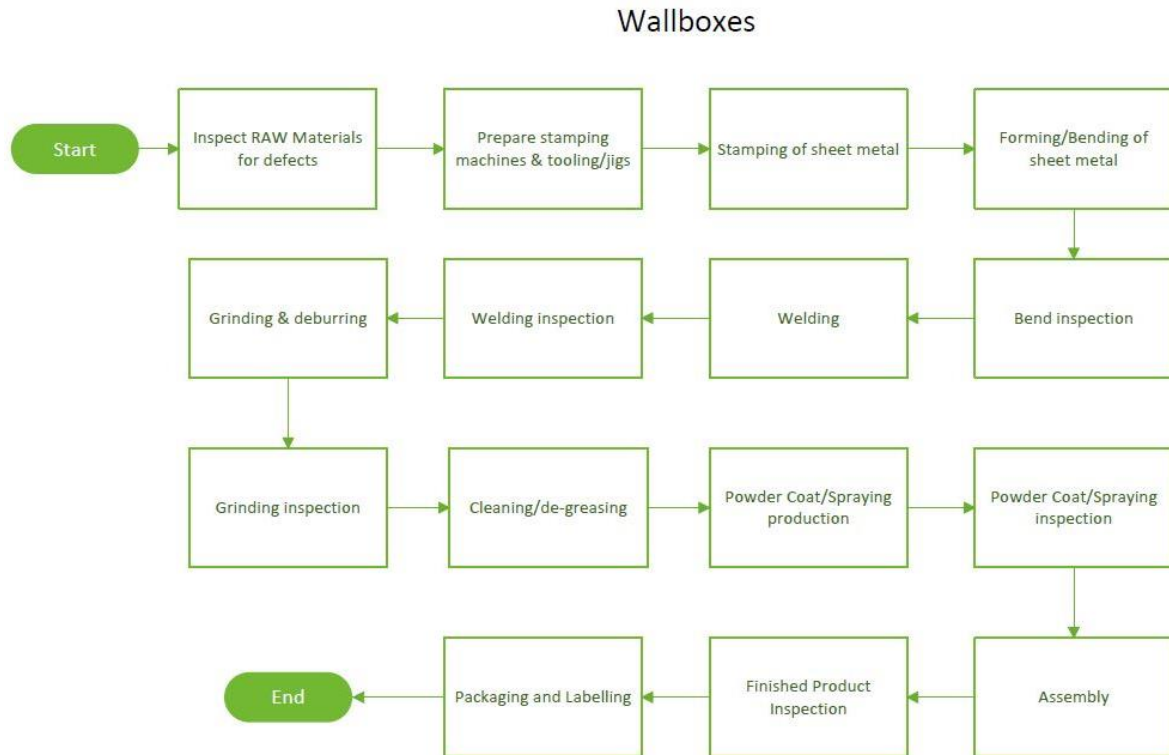 Wallboxes
Start
Inspect RAW Materials
for defects
Prepare stamping
machines & tooling/jigs
Stamping of sheet metal
Forming/Bending of
sheet metal
Bend inspection
Welding
Welding inspection
Grinding & deburring
Grinding inspection
Cleaning/de-greasing
Powder Coat/Spraying
production
Powder Coat/Spraying
inspection
Assembly
Finished Product
Inspection
Packaging and Labelling
End